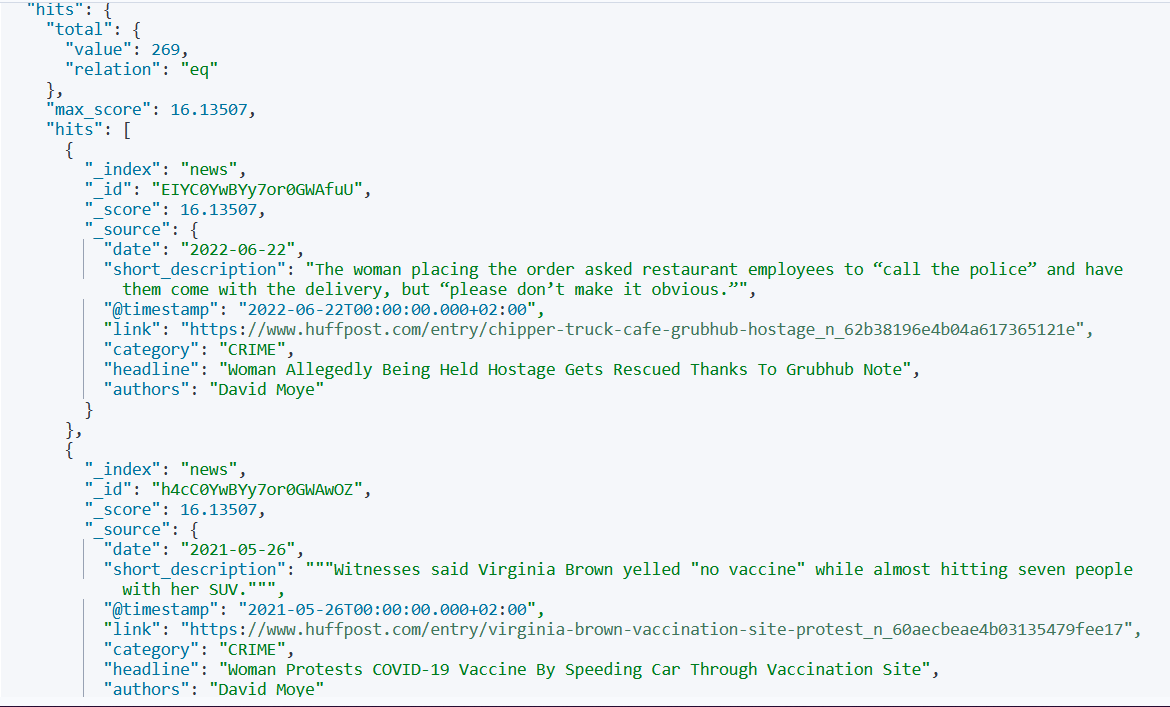 "hits": {
"total": {
"value": 269,
"relation": "eq"
},
"max_score": 16.13507,
"hits": [
{
"_index": "news",
"_id": "EIYC0YwBYy7or0GWAfuU",
"_score": 16.13507,
"_source": {
"date": "2022-06-22",
"short_description": "The woman placing the order asked restaurant employees to “call the police” and have
them come with the delivery, but “please don’t make it obvious.”",
"@timestamp": "2022-06-22T00:00:00.000+02:00",
"link": "https://www.huffpost.com/entry/chipper-truck-cafe-grubhub-hostage_n_62b38196e4b04a617365121e",
"category": "CRIME",
"headline": "Woman Allegedly Being Held Hostage Gets Rescued Thanks To Grubhub Note",
"authors": "David Moye"
}
},
{
"_index": "news",
"_id": "h4cC0YwBYy7or0GWAwOZ",
"_score": 16.13507,
"_source": {
"date": "2021-05-26",
"short_description": """Witnesses said Virginia Brown yelled "no vaccine" while almost hitting seven people
with her SUV.""",
"@timestamp": "2021-05-26T00:00:00.000+02:00",
"link": "https://www.huffpost.com/entry/virginia-brown-vaccination-site-protest_n_60aecbeae4b03135479fee17",
"category": "CRIME",
"headline": "Woman Protests COVID-19 Vaccine By Speeding Car Through Vaccination Site",
"authors": "David Moye"